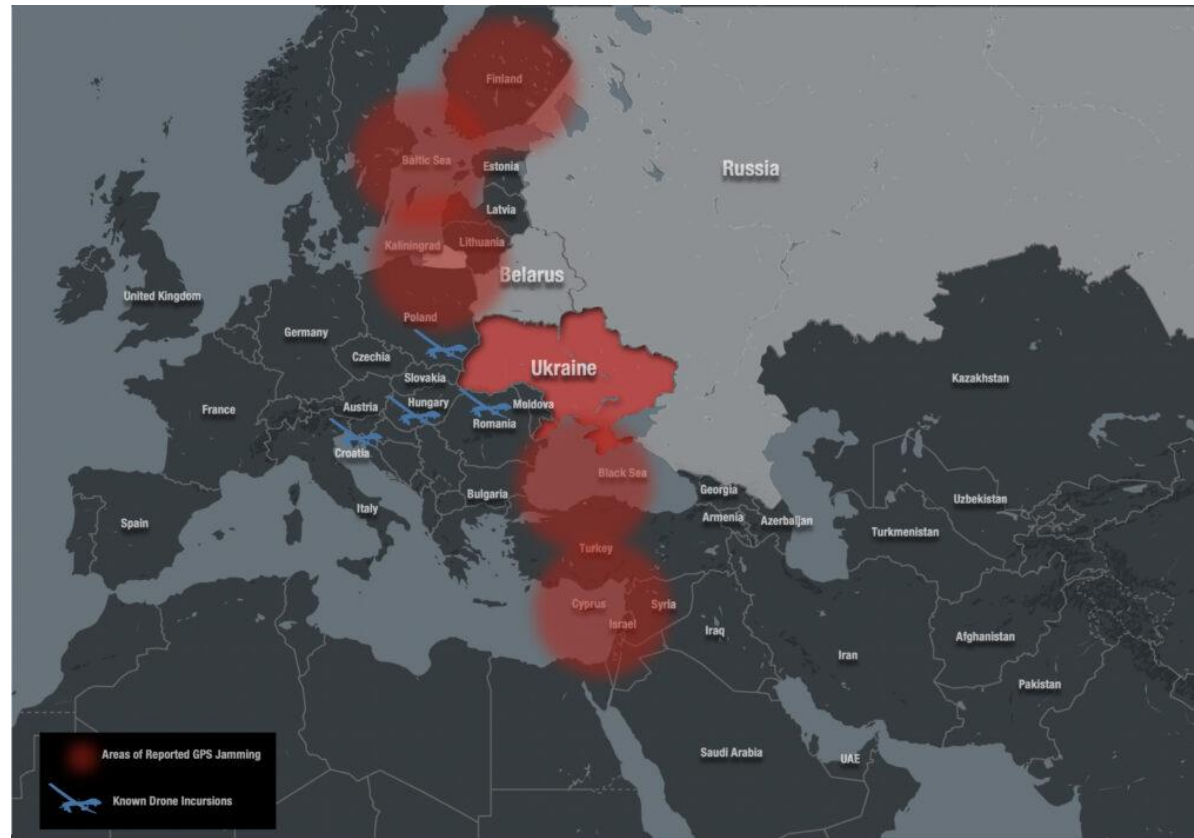 Finland
Baltic Sea
Estonia
Russia
Latvia
Kaliningrad
Lithuania
Belarus
United Kingdom
Poland
Germany
Czechia
Ukraine
Slovakia
Kazakhstan
France
Austria
Hungary
Moldova
Romania
Croatia
Black Sea
Bulgaria
Georgia
Uzbekistan
Spain
Italy
Armenia
Azerbaijan
Turkmenistan
Turkey
Cyprus
Syria
Israel
Iraq
Afghanistan
Iran
Pakistan
Saudi Arabia
UAE
Areas of Reported GPS Jamming
Known Drone Incursions